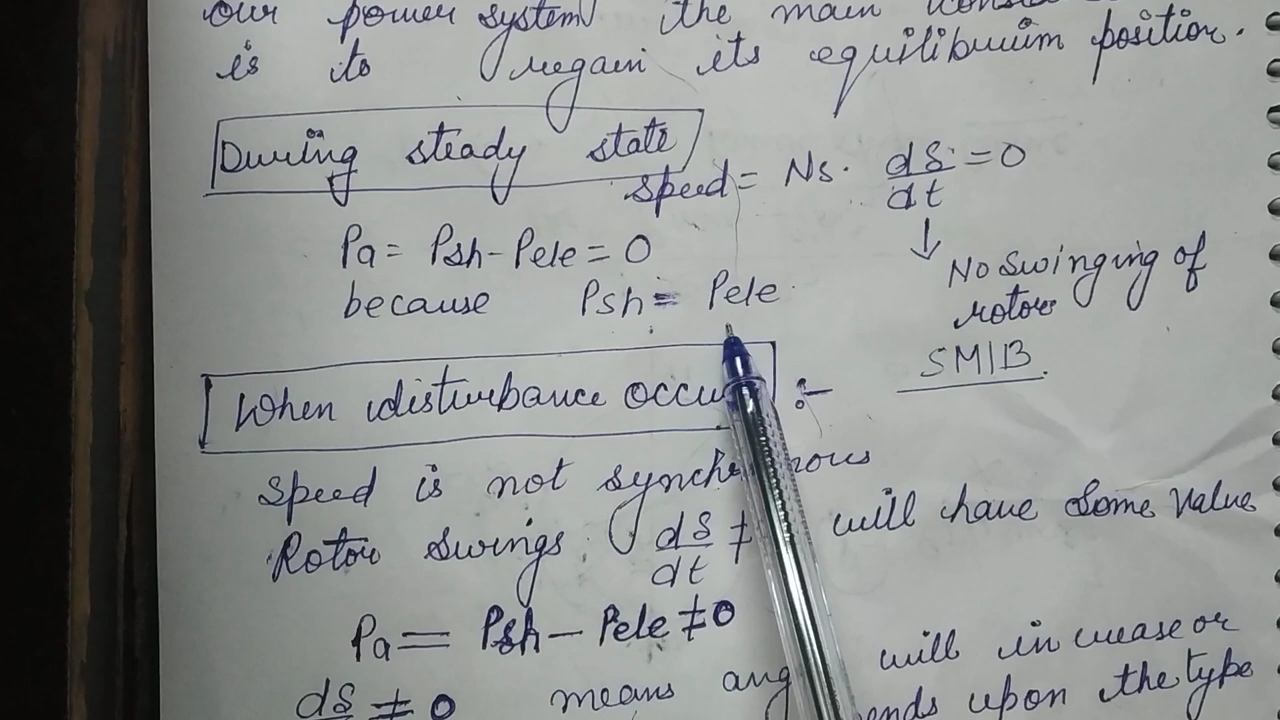 our power system the main
is to regain its equilibrium position.
During steady state
speed = Ns. dδ/dt = 0
Pa = Psh - Pele = 0
No swinging of
because Psh = Pele
rotor
SMIB
When disturbance occu :-
Speed is not synch nous
Rotor swings. dδ/dt ≠ will have some value
Pa = Psh - Pele ≠ 0
will increase or
dδ ≠ 0 means ang
ends upon the type